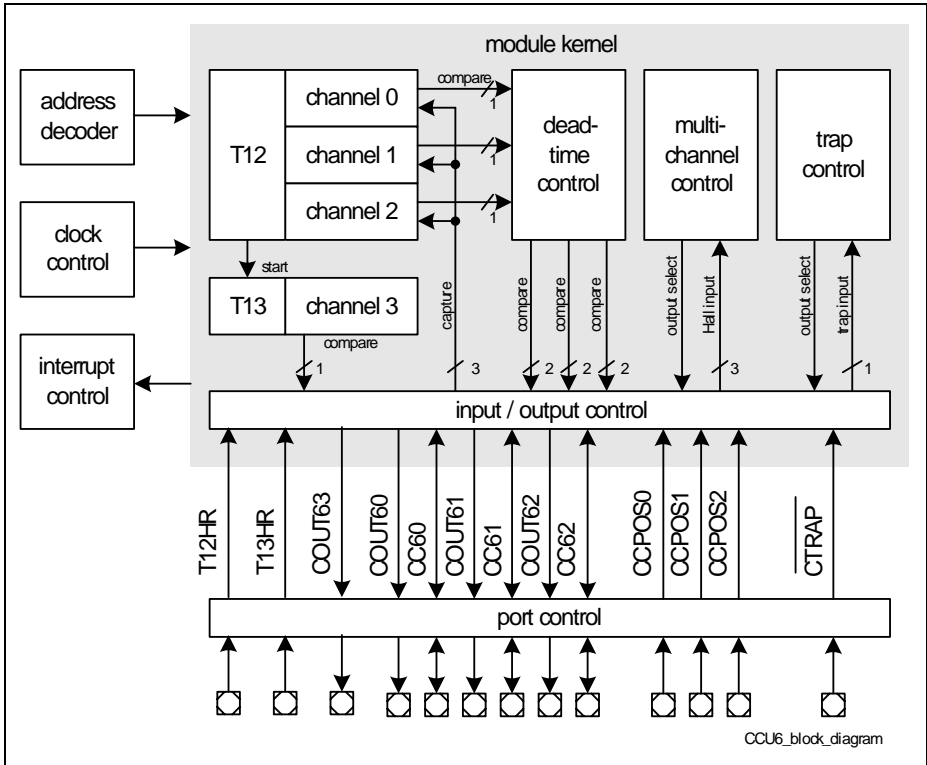 module kernel
address
decoder
clock
control
interrupt
control
T12
channel 0
channel 1
channel 2
compare
1
1
1
dead-
time
control
multi-
channel
control
trap
control
start
T13
channel 3
compare
1
capture
3
compare
2
compare
2
compare
2
output select
Hall input
3
output select
trap input
1
input / output control
T12HR
T13HR
COUT63
COUT60
CC60
COUT61
CC61
COUT62
CC62
CCPOS0
CCPOS1
CCPOS2
CTRAP
port control
CCU6_block_diagram